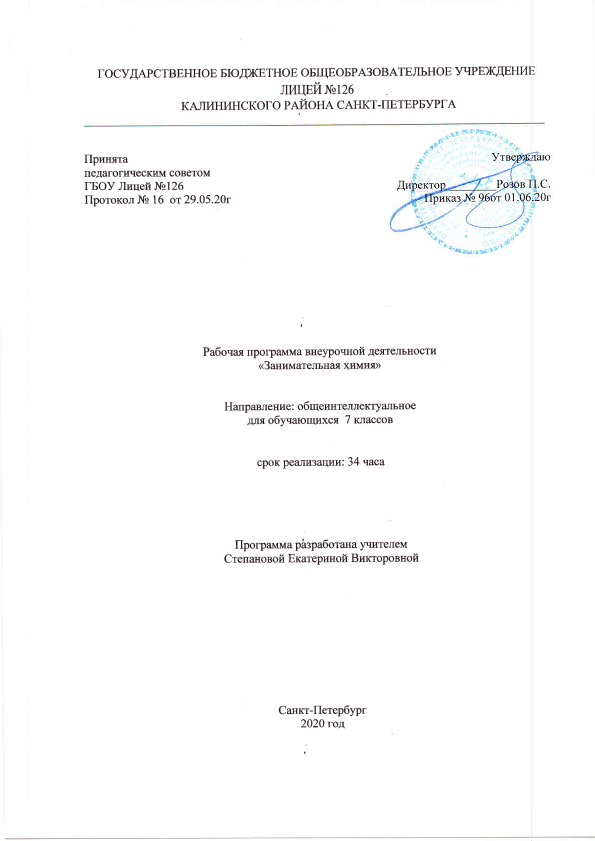 ГОСУДАРСТВЕННОЕ БЮДЖЕТНОЕ ОБЩЕОБРАЗОВАТЕЛЬНОЕ УЧРЕЖДЕНИЕ
ЛИЦЕЙ №126
КАЛИНИНСКОГО РАЙОНА САНКТ-ПЕТЕРБУРГА
Принята
педагогическим советом
ГБОУ Лицей №126
Протокол № 16 от 29.05.20г
Утверждаю
Директор_________Розов П.С.
Приказ № 96от 01.06.20г
Рабочая программа внеурочной деятельности
«Занимательная химия»
Направление: общеинтеллектуальное
для обучающихся 7 классов
срок реализации: 34 часа
Программа разработана учителем
Степановой Екатериной Викторовной
Санкт-Петербург
2020 год